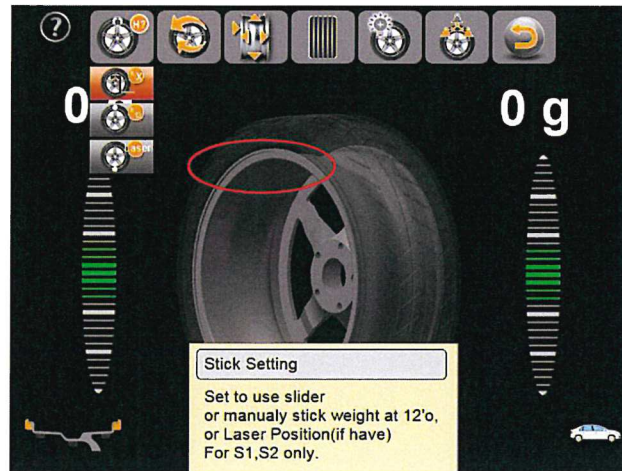 ?
H?
X
Laser
0
0 g
Stick Setting
Set to use slider
or manualy stick weight at 12'o,
or Laser Position(if have)
For S1,S2 only.